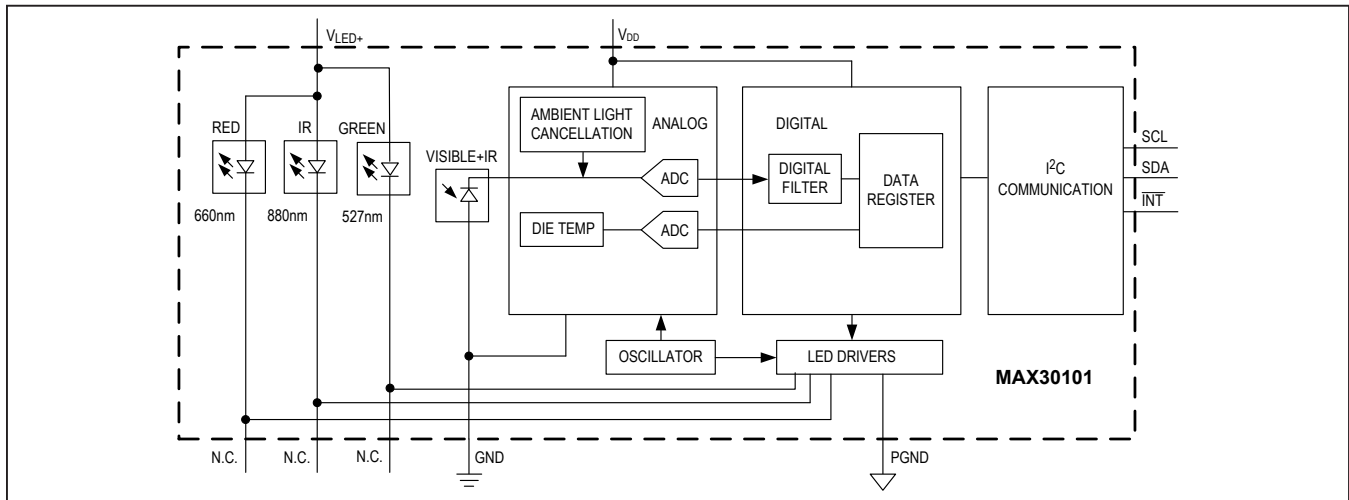 VLED+
VDD
RED
IR
GREEN
660nm
880nm
527nm
VISIBLE+IR
AMBIENT LIGHT
CANCELLATION
ANALOG
ADC
DIE TEMP
ADC
DIGITAL
DIGITAL
FILTER
DATA
REGISTER
I²C
COMMUNICATION
SCL
SDA
INT
OSCILLATOR
LED DRIVERS
MAX30101
N.C.
N.C.
N.C.
GND
PGND